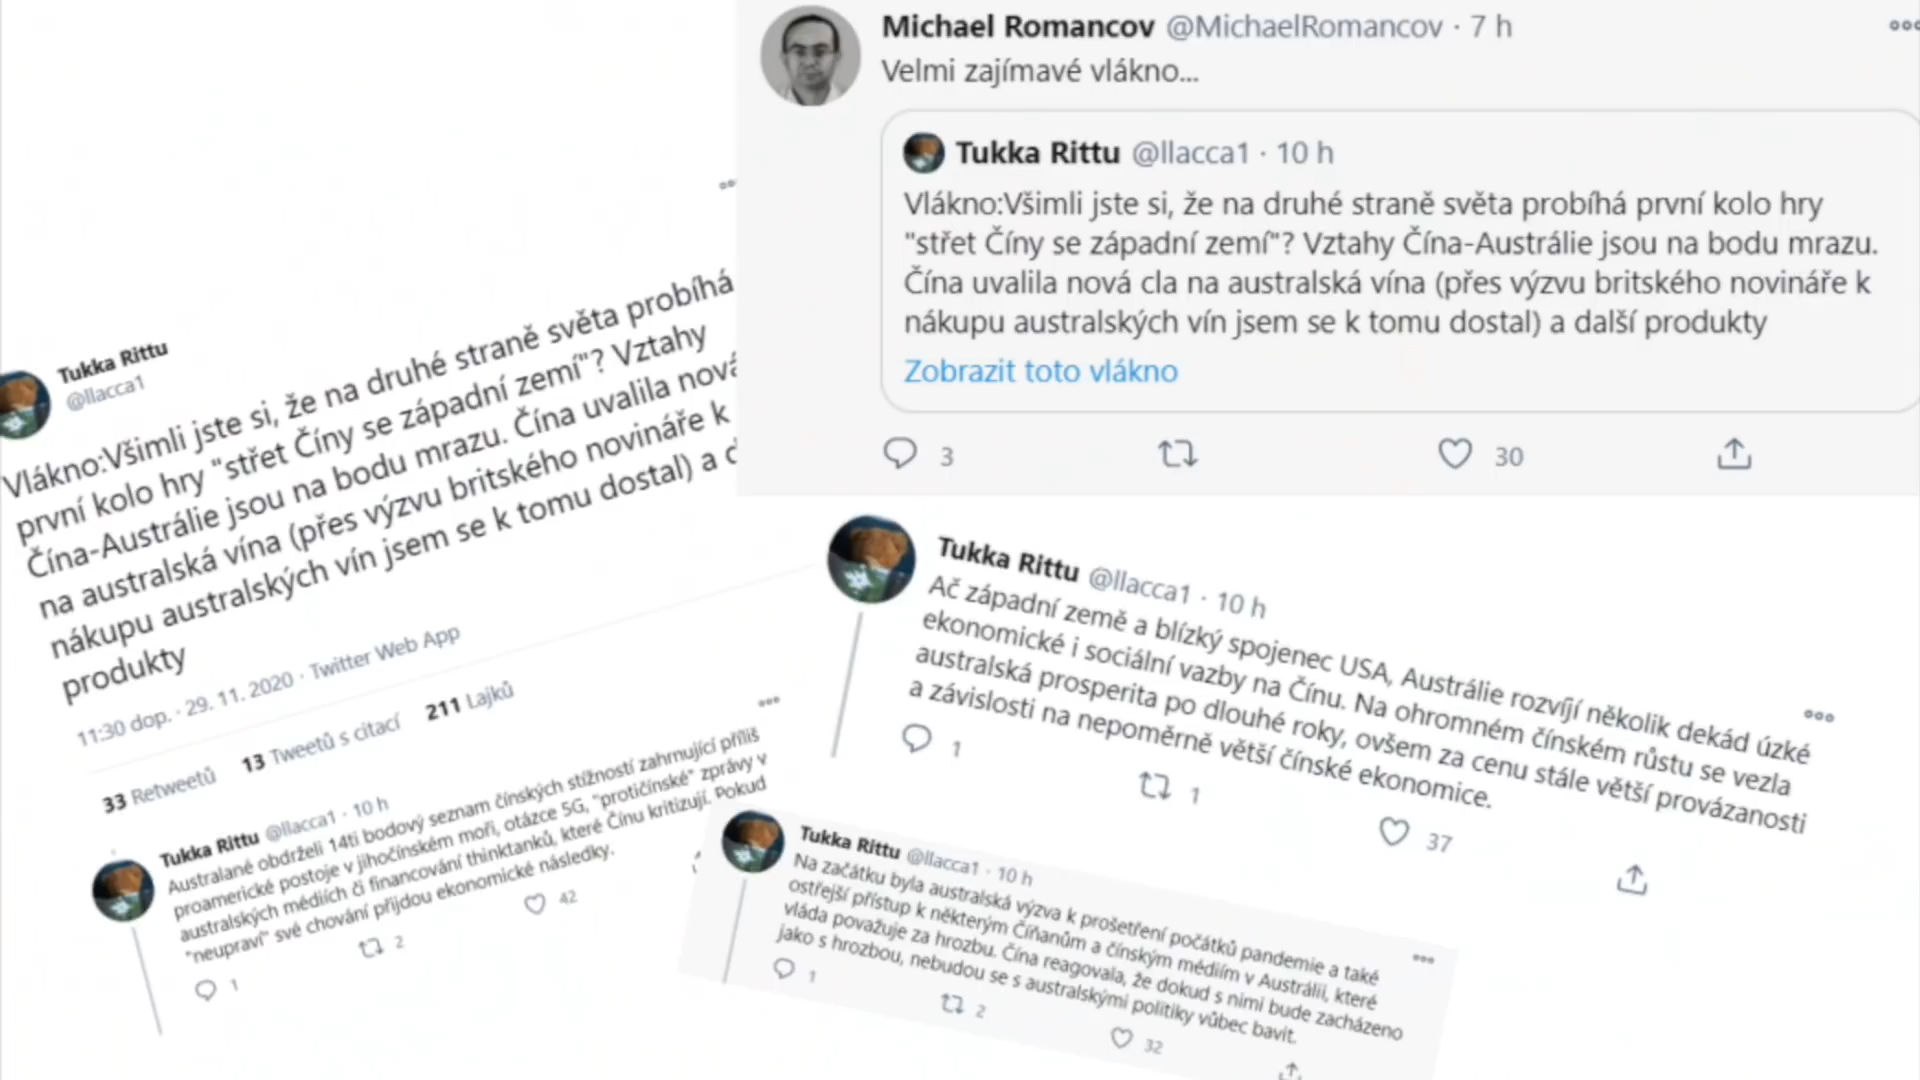 Michael Romancov @MichaelRomancov · 7 h
Velmi zajímavé vlákno...
Tukka Rittu @llacca1 · 10 h
Vlákno:Všimli jste si, že na druhé straně světa probíhá první kolo hry
"střet Číny se západní zemí"? Vztahy Čína-Austrálie jsou na bodu mrazu.
Čína uvalila nová cla na australská vína (přes výzvu britského novináře k
nákupu australských vín jsem se k tomu dostal) a další produkty
Zobrazit toto vlákno
3 30
Tukka Rittu
@llacca1
Vlákno:Všimli jste si, že na druhé straně světa probíhá
první kolo hry "střet Číny se západní zemí"? Vztahy
Čína-Austrálie jsou na bodu mrazu. Čína uvalila nová
na australská vína (přes výzvu britského novináře k
nákupu australských vín jsem se k tomu dostal) a d
produkty
11:30 dop. · 29. 11. 2020 · Twitter Web App
33 Retweetů 13 Tweetů s citací 211 Lajků
Tukka Rittu @llacca1 · 10 h
Australané obdrželi 14ti bodový seznam čínských stížností zahrnující příliš
proamerické postoje v jihočínském moři, otázce 5G, "protičínské" zprávy v
australských médiích či financování thinktanků, které Čínu kritizují. Pokud
"neupraví" své chování přijdou ekonomické následky.
1 2 42
Tukka Rittu @llacca1 · 10 h
Ač západní země a blízký spojenec USA, Austrálie rozvíjí několik dekád úzké
ekonomické i sociální vazby na Čínu. Na ohromném čínském růstu se vezla
australská prosperita po dlouhé roky, ovšem za cenu stále větší provázanosti
a závislosti na nepoměrně větší čínské ekonomice.
1 1 37
Tukka Rittu @llacca1 · 10 h
Na začátku byla australská výzva k prošetření počátků pandemie a také
ostřejší přístup k některým Číňanům a čínským médiím v Austrálii, které
vláda považuje za hrozbu. Čína reagovala, že dokud s nimi bude zacházeno
jako s hrozbou, nebudou se s australskými politiky vůbec bavit.
1 2 32